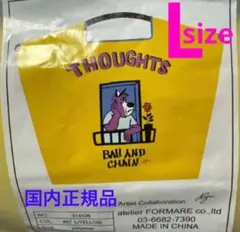 Lsize
THOUGHTS
BALL AND
CHAIN
国内正規品
Artist Collaboration
atelier FORMARE co.,ltd
03-6682-7390
MADE IN CHINA